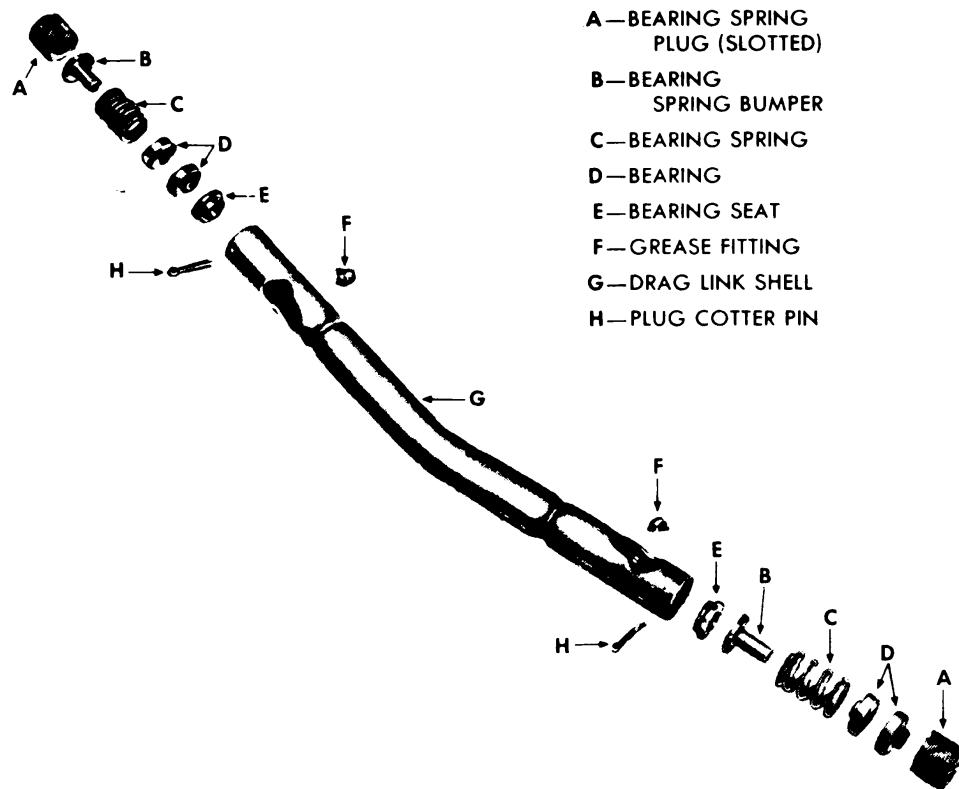 A—BEARING SPRING
PLUG (SLOTTED)
B—BEARING
SPRING BUMPER
C—BEARING SPRING
D—BEARING
E—BEARING SEAT
F—GREASE FITTING
G—DRAG LINK SHELL
H—PLUG COTTER PIN
A
B
C
D
E
F
H
G
F
E
B
H
C
D
A